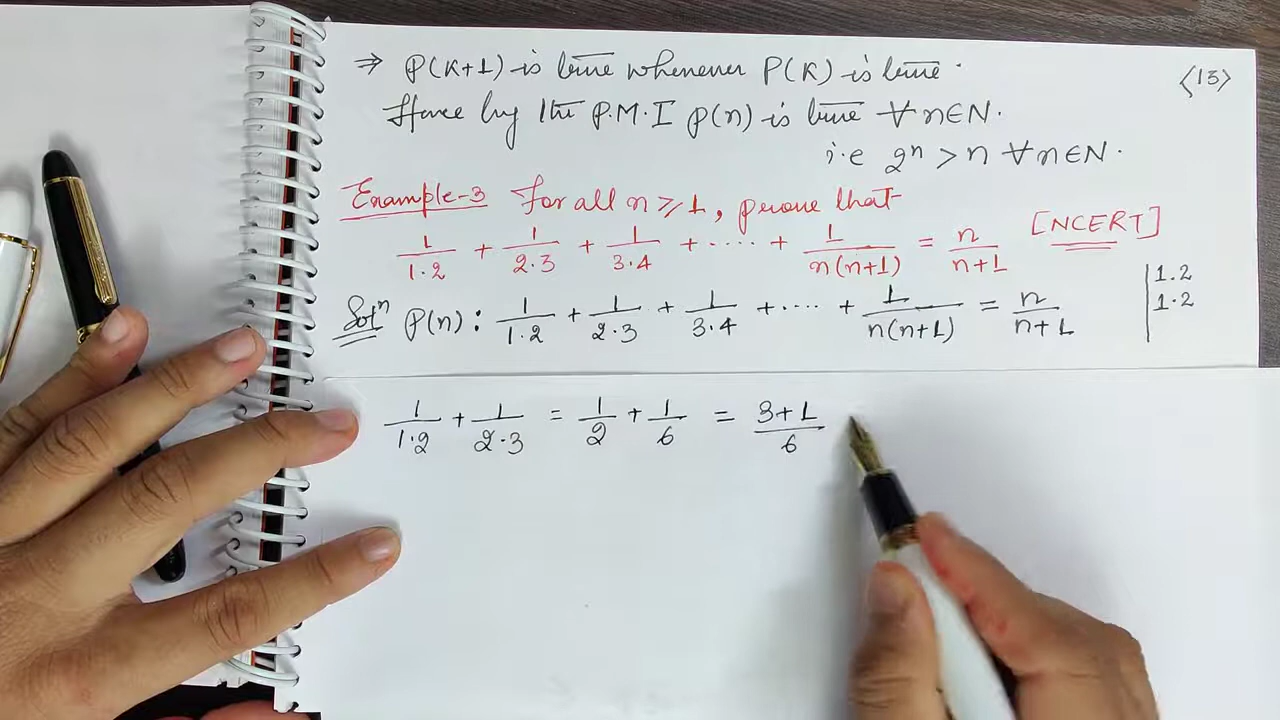 ⇒ P(K+1) is true whenever P(K) is true.
⟨13⟩
Hence by the P.M.I P(n) is true ∀ n∈N.
i.e 2ⁿ > n ∀ n∈N.
Example-3 For all n ≥ 1, prove that
1/(1·2) + 1/(2·3) + 1/(3·4) + ..... + 1/(n(n+1)) = n/(n+1) [NCERT]
Solⁿ P(n): 1/(1·2) + 1/(2·3) + 1/(3·4) + .... + 1/(n(n+1)) = n/(n+1)
1.2
1.2
1/(1·2) + 1/(2·3) = 1/2 + 1/6 = (3+1)/6